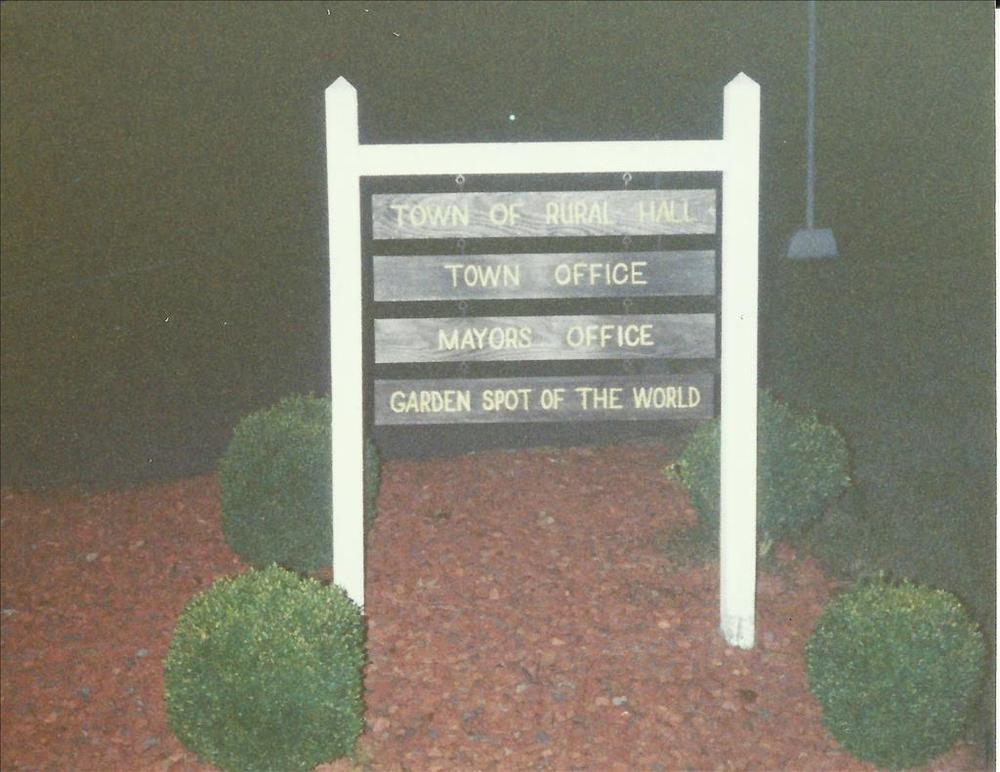 TOWN OF RURAL HALL
TOWN OFFICE
MAYORS OFFICE
GARDEN SPOT OF THE WORLD